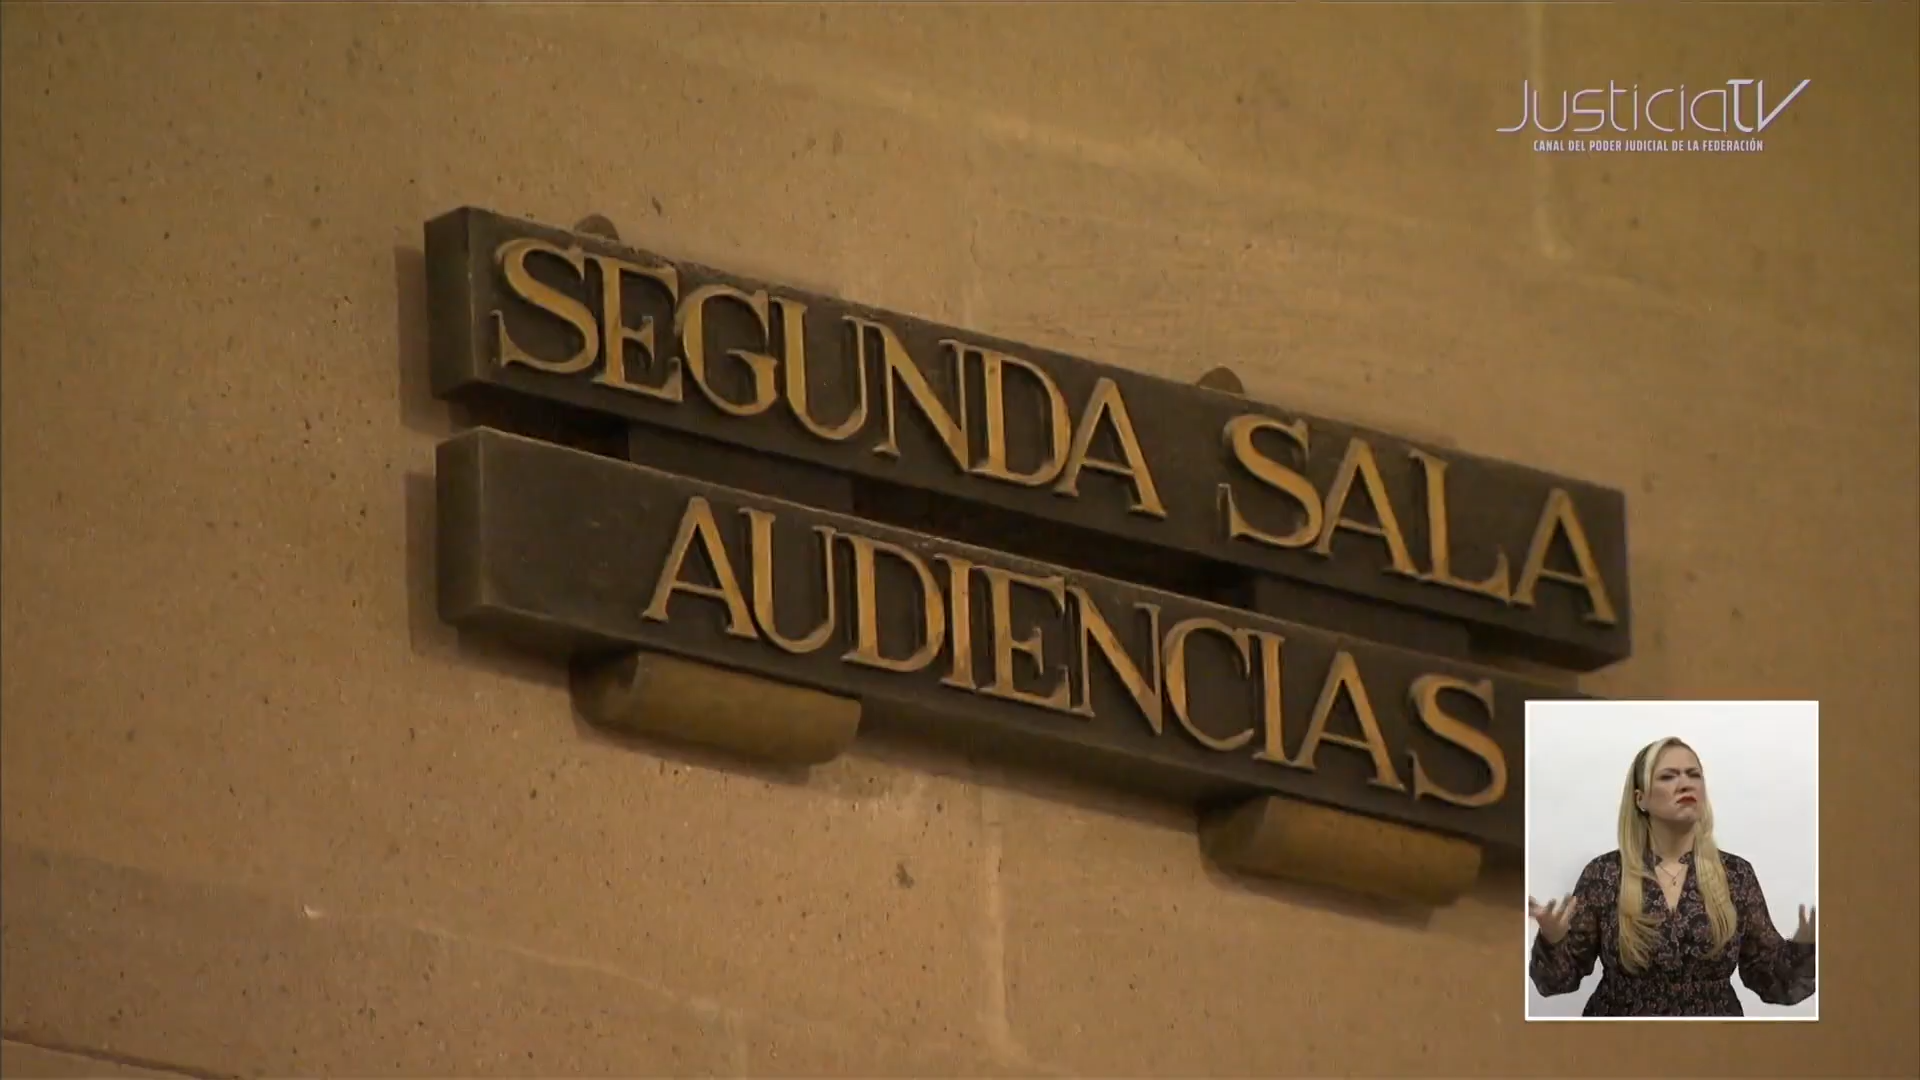 JusticiaTV
CANAL DEL PODER JUDICIAL DE LA FEDERACIÓN
SEGUNDA SALA
AUDIENCIAS